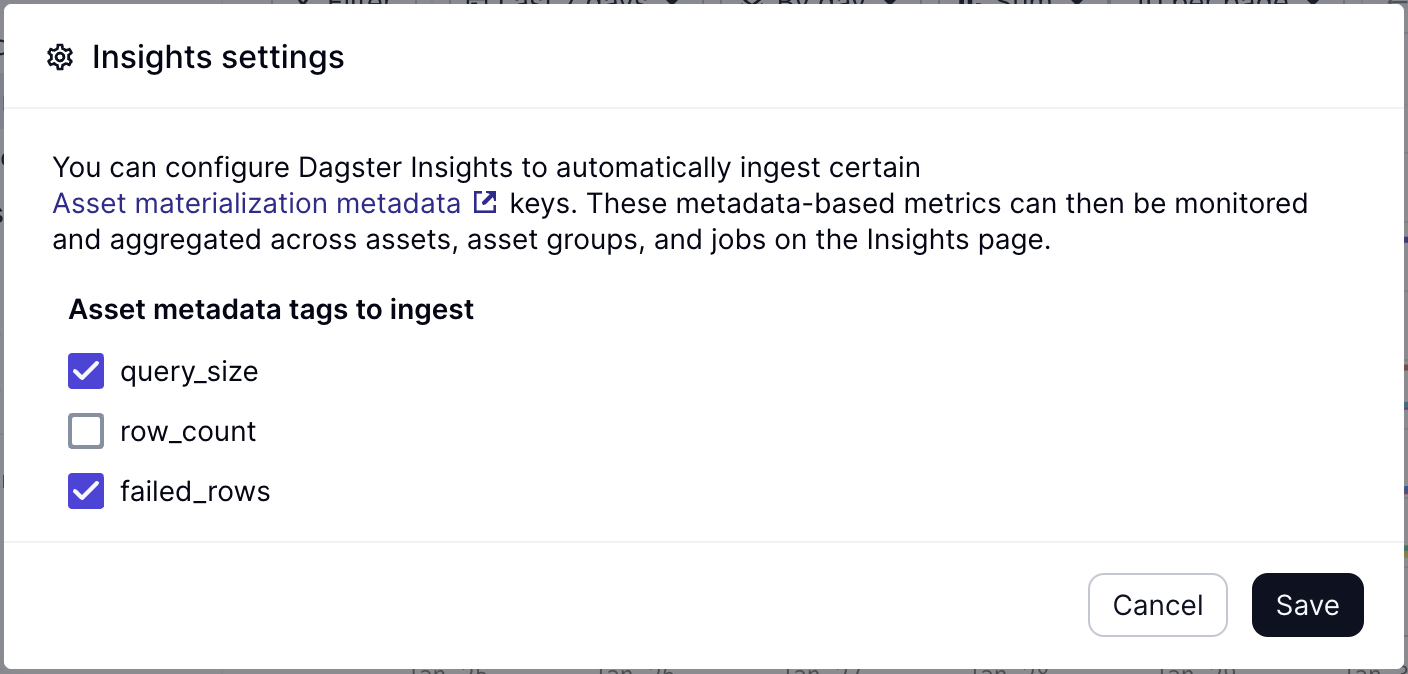 Insights settings
You can configure Dagster Insights to automatically ingest certain
Asset materialization metadata keys. These metadata-based metrics can then be monitored
and aggregated across assets, asset groups, and jobs on the Insights page.
Asset metadata tags to ingest
query_size
row_count
failed_rows
Cancel Save